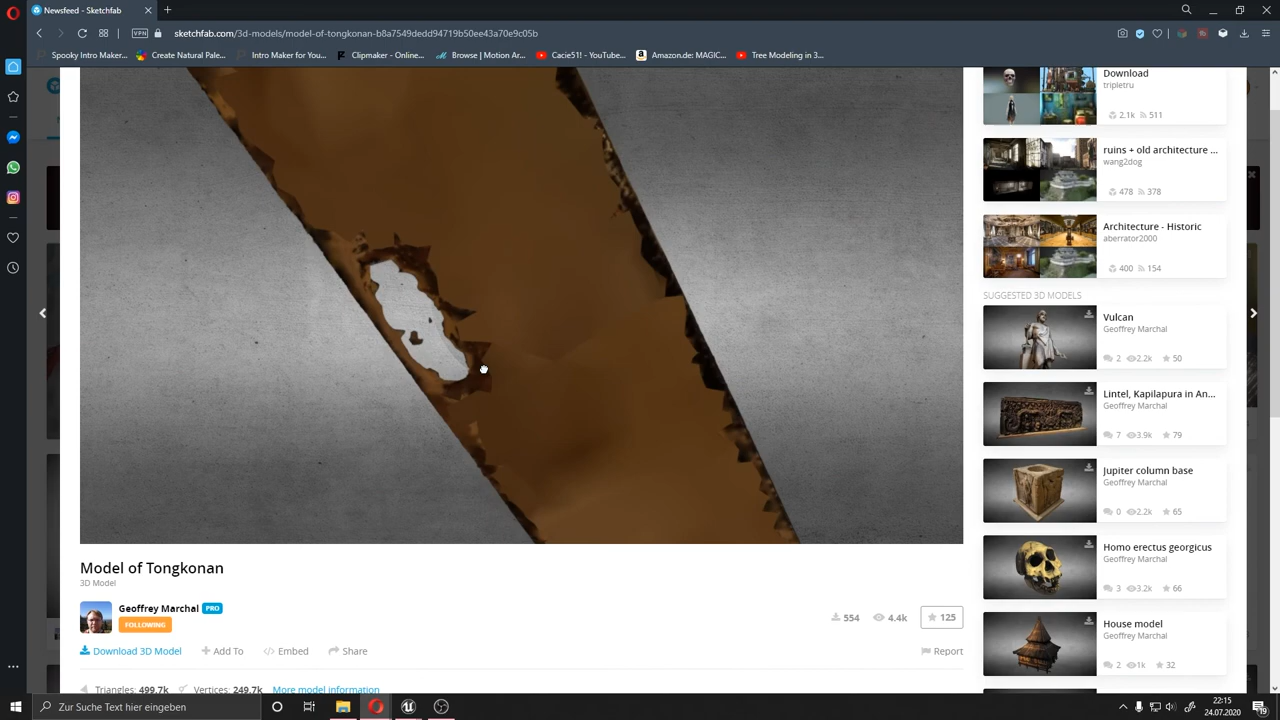 Newsfeed - Sketchfab
VPN
sketchfab.com/3d-models/model-of-tongkonan-b8a7549dedd94719b50ee43a70e9c05b
Spooky Intro Maker...
Create Natural Pale...
Intro Maker for You...
Clipmaker - Online...
Browse | Motion Ar...
Cacie51! - YouTube...
Amazon.de: MAGIC...
Tree Modeling in 3...
Download
tripletru
2.1k 511
ruins + old architecture ...
wang2dog
478 378
Architecture - Historic
aberrator2000
400 154
SUGGESTED 3D MODELS
Vulcan
Geoffrey Marchal
2 2.2k 50
Lintel, Kapilapura in An...
Geoffrey Marchal
7 3.9k 79
Jupiter column base
Geoffrey Marchal
0 2.2k 65
Homo erectus georgicus
Geoffrey Marchal
3 3.2k 66
House model
Geoffrey Marchal
2 1k 32
Model of Tongkonan
3D Model
Geoffrey Marchal PRO
FOLLOWING
554 4.4k 125
Download 3D Model Add To Embed Share Report
Triangles: 499.7k Vertices: 249.7k More model information
Zur Suche Text hier eingeben
22:15
24.07.2020